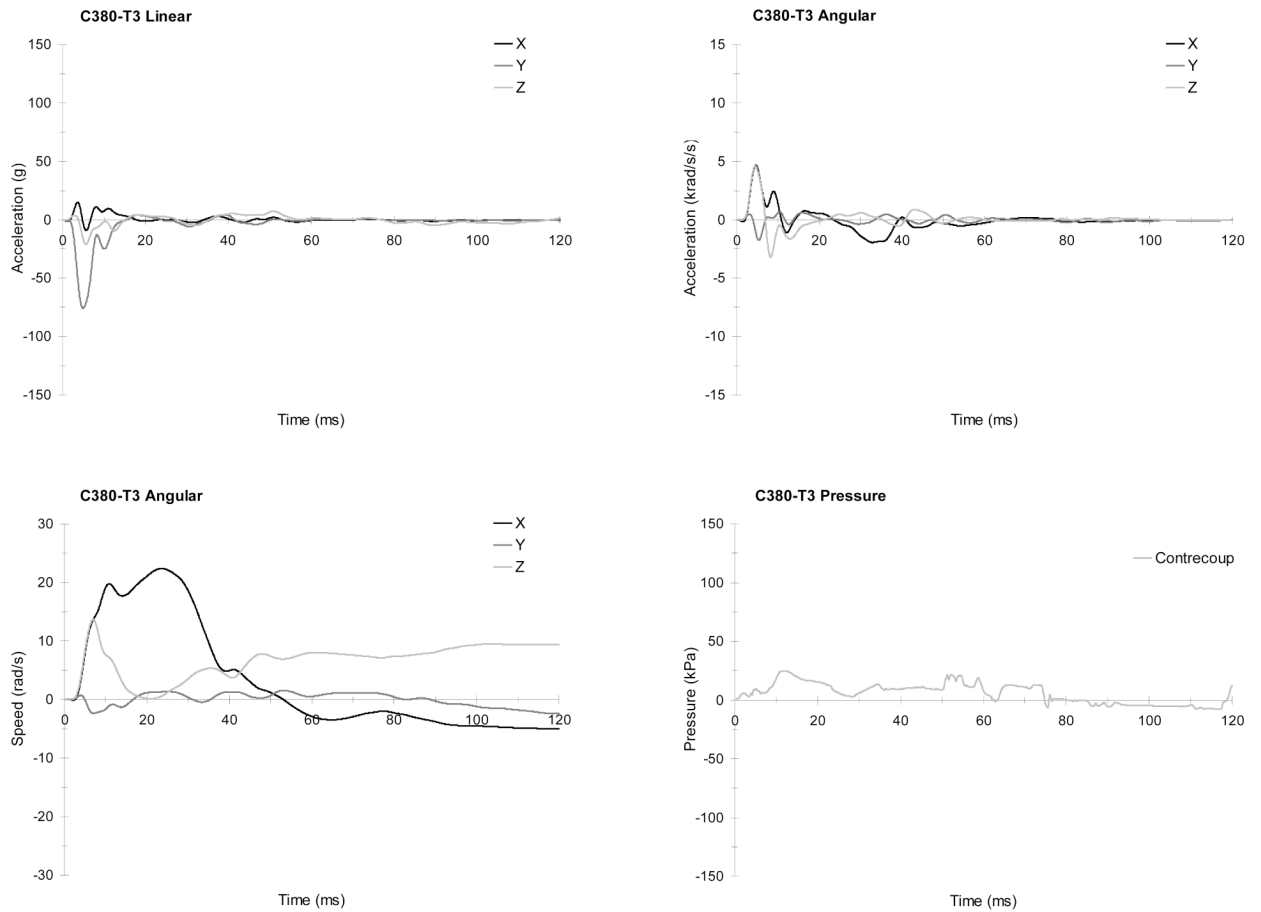 C380-T3 Linear
150
100
50
0
-50
-100
-150
0
20
40
60
80
100
120
X
Y
Z
Acceleration (g)
Time (ms)
C380-T3 Angular
15
10
5
0
-5
-10
-15
0
20
40
60
80
100
120
X
Y
Z
Acceleration (krad/s/s)
Time (ms)
C380-T3 Angular
30
20
10
0
-10
-20
-30
0
20
40
60
80
100
120
X
Y
Z
Speed (rad/s)
Time (ms)
C380-T3 Pressure
150
100
50
0
-50
-100
-150
0
20
40
60
80
100
120
Contrecoup
Pressure (kPa)
Time (ms)